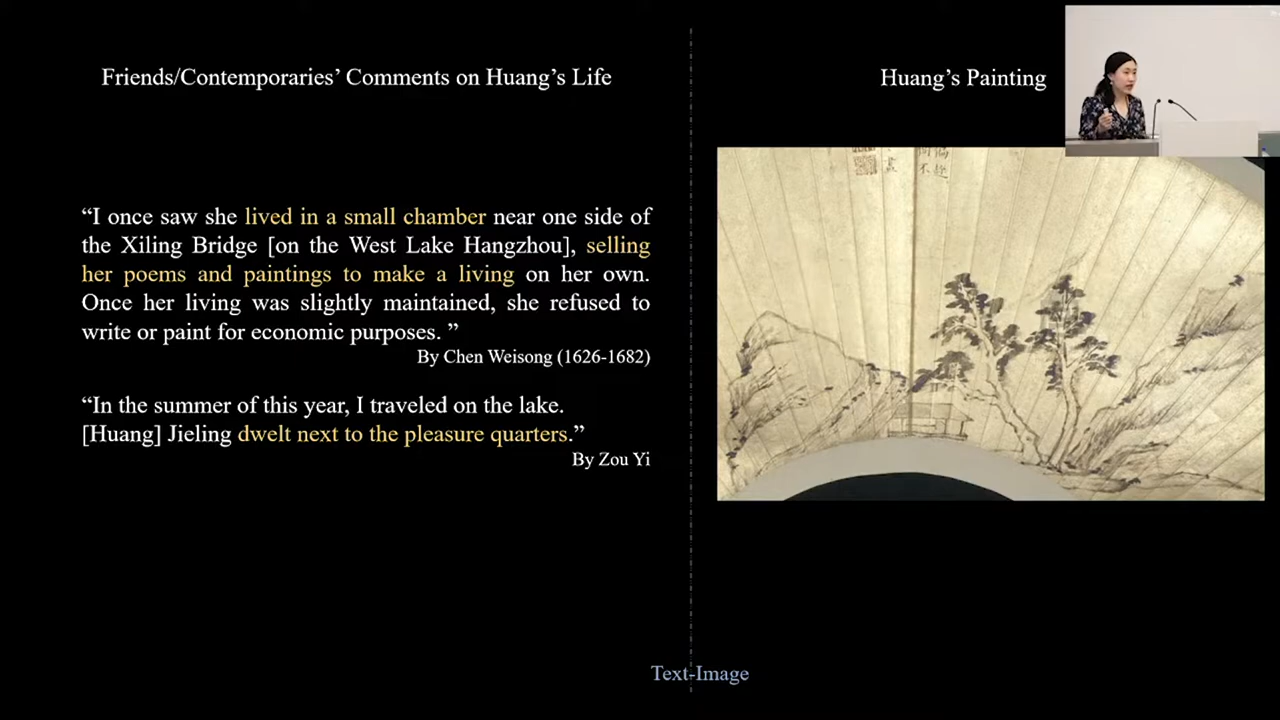 Friends/Contemporaries’ Comments on Huang’s Life
“I once saw she lived in a small chamber near one side of
the Xiling Bridge [on the West Lake Hangzhou], selling
her poems and paintings to make a living on her own.
Once her living was slightly maintained, she refused to
write or paint for economic purposes. ”
By Chen Weisong (1626-1682)
“In the summer of this year, I traveled on the lake.
[Huang] Jieling dwelt next to the pleasure quarters.”
By Zou Yi
Huang’s Painting
Text-Image